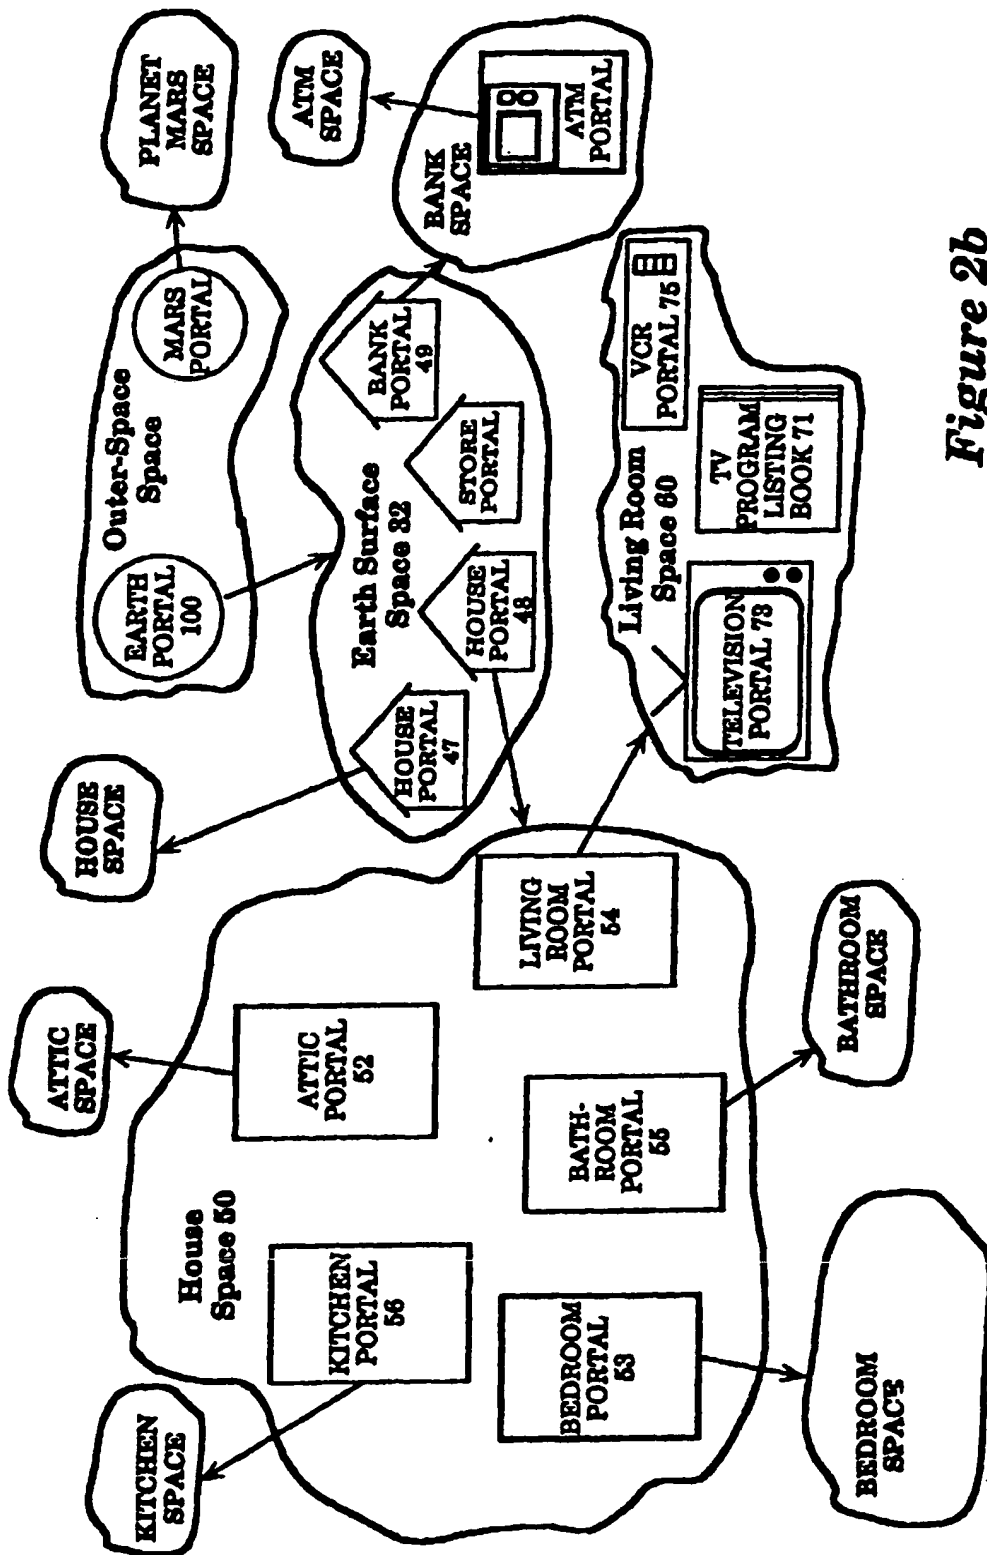 KITCHEN
SPACE
ATTIC
SPACE
HOUSE
SPACE
PLANET
MARS
SPACE
ATM
SPACE
Outer-Space
Space
EARTH
PORTAL
100
MARS
PORTAL
House
Space 50
KITCHEN
PORTAL
56
ATTIC
PORTAL
52
BEDROOM
PORTAL
53
BATH-
ROOM
PORTAL
55
LIVING
ROOM
PORTAL
54
Earth Surface
Space 32
HOUSE
PORTAL
47
HOUSE
PORTAL
48
STORE
PORTAL
BANK
PORTAL
49
BANK
SPACE
ATM
PORTAL
Living Room
Space 60
TELEVISION
PORTAL 73
TV
PROGRAM
LISTING
BOOK 71
VCR
PORTAL 75
BEDROOM
SPACE
BATHROOM
SPACE
Figure 2b